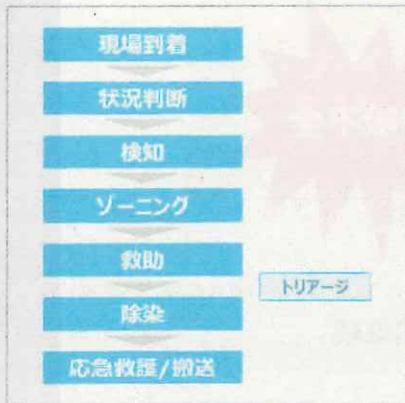 現場到着
状況判断
検知
ゾーニング
救助
トリアージ
除染
応急救護/搬送